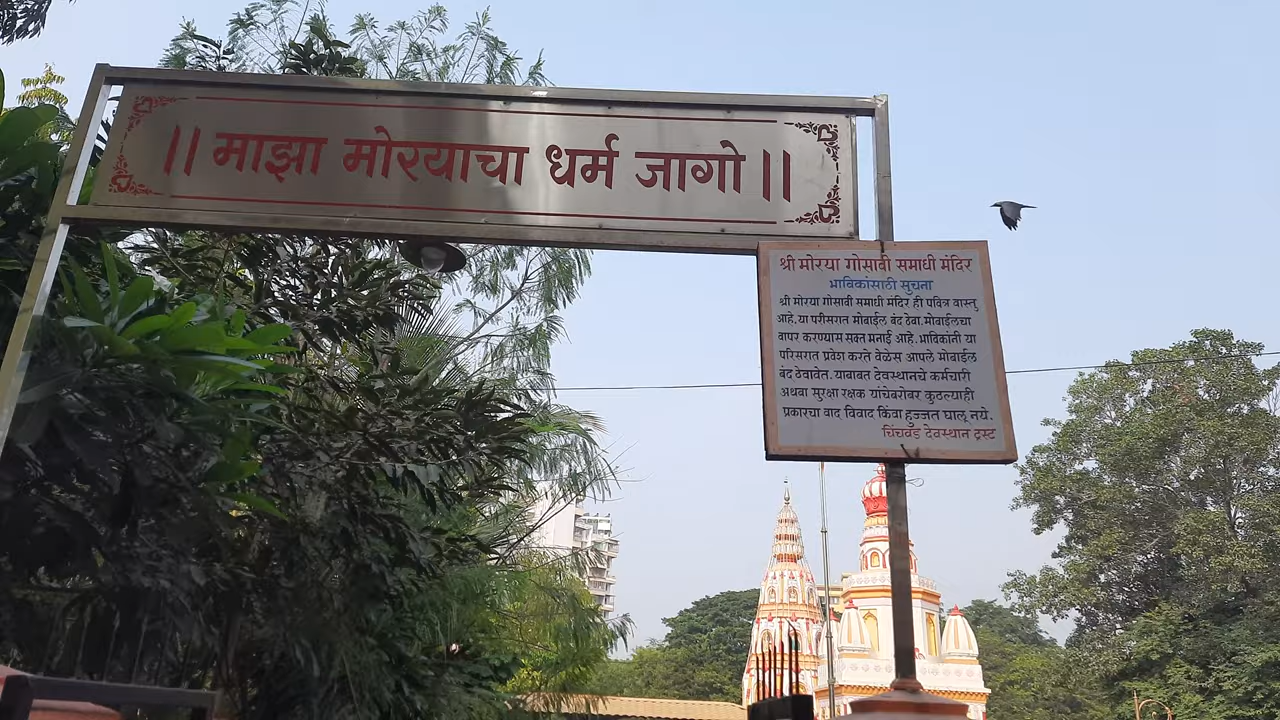 || माझा मोरयाचा धर्म जागो ||
श्री मोरया गोसावी समाधी मंदिर
भाविकांसाठी सुचना
श्री मोरया गोसावी समाधी मंदिर ही पवित्र वास्तु
आहे. या परीसरात मोबाईल बंद ठेवा. मोबाईलचा
वापर करण्यास सक्त मनाई आहे. भाविकांनी या
परिसरात प्रवेश करते वेळेस आपले मोबाईल
बंद ठेवावेत. याबाबत देवस्थानचे कर्मचारी
अथवा सुरक्षा रक्षक यांचेबरोबर कुठल्याही
प्रकारचा वाद विवाद किंवा हुज्जत घालू नये.
चिंचवड देवस्थान ट्रस्ट